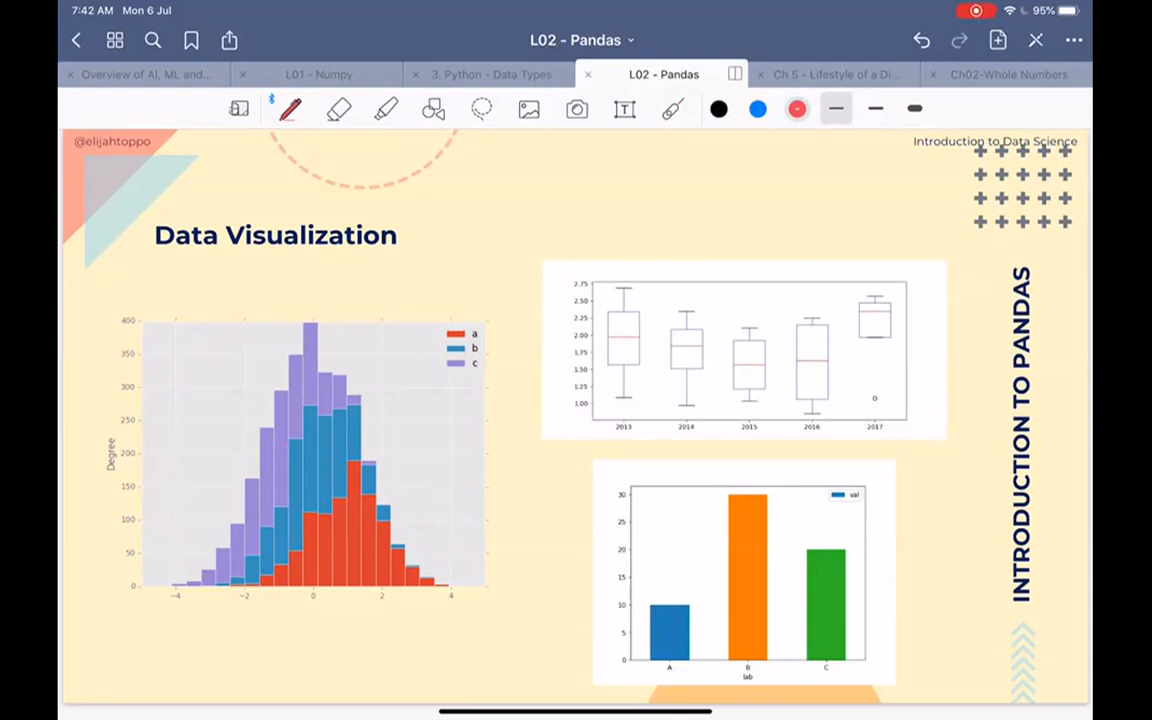 7:42 AM Mon 6 Jul
95%
L02 - Pandas
Overview of AI, ML and...
L01 - Numpy
3. Python - Data Types
L02 - Pandas
Ch 5 - Lifestyle of a Di...
Ch02-Whole Numbers
T
@elijahtoppo
Introduction to Data Science
Data Visualization
INTRODUCTION TO PANDAS
400
350
300
250
200
150
100
50
0
Degree
-4
-2
0
2
4
a
b
c
2.75
2.50
2.25
2.00
1.75
1.50
1.25
1.00
2013
2014
2015
2016
2017
30
25
20
15
10
5
0
val
A
B
C
lab